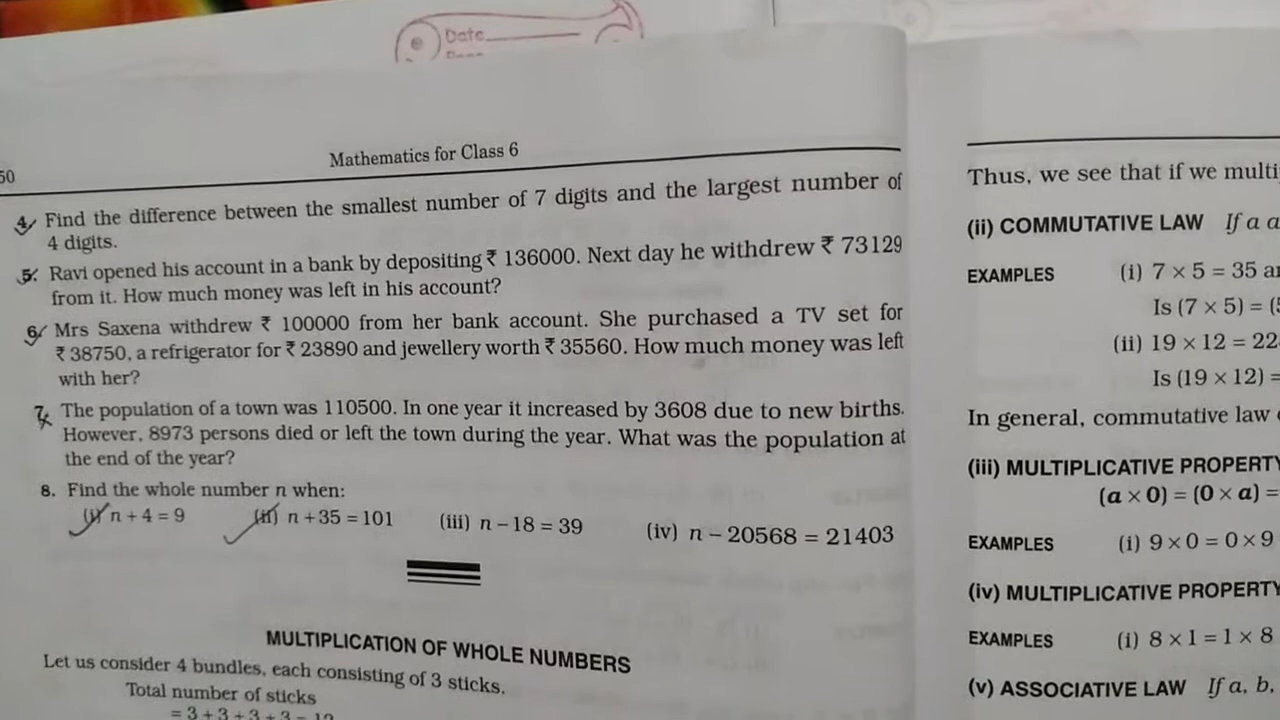 Date
50
Mathematics for Class 6
4. Find the difference between the smallest number of 7 digits and the largest number of
4 digits.
5. Ravi opened his account in a bank by depositing ₹ 136000. Next day he withdrew ₹ 73129
from it. How much money was left in his account?
6. Mrs Saxena withdrew ₹ 100000 from her bank account. She purchased a TV set for
₹ 38750, a refrigerator for ₹ 23890 and jewellery worth ₹ 35560. How much money was left
with her?
7. The population of a town was 110500. In one year it increased by 3608 due to new births.
However, 8973 persons died or left the town during the year. What was the population at
the end of the year?
8. Find the whole number n when:
(i) n + 4 = 9 (ii) n + 35 = 101 (iii) n – 18 = 39 (iv) n – 20568 = 21403
MULTIPLICATION OF WHOLE NUMBERS
Let us consider 4 bundles, each consisting of 3 sticks.
Total number of sticks
= 3 + 3 + 3 + 3 = 12
Thus, we see that if we multi
(ii) COMMUTATIVE LAW If a a
EXAMPLES (i) 7 × 5 = 35 a
Is (7 × 5) = (
(ii) 19 × 12 = 22
Is (19 × 12) =
In general, commutative law
(iii) MULTIPLICATIVE PROPERTY
(a × 0) = (0 × a) =
EXAMPLES (i) 9 × 0 = 0 × 9
(iv) MULTIPLICATIVE PROPERTY
EXAMPLES (i) 8 × 1 = 1 × 8
(v) ASSOCIATIVE LAW If a, b,